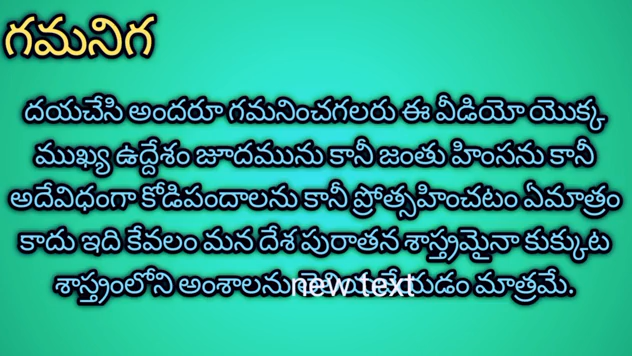 గమనిగ
దయచేసి అందరూ గమనించగలరు ఈ వీడియో యొక్క
ముఖ్య ఉద్దేశం జూదమును కానీ జంతు హింసను కానీ
అదేవిధంగా కోడిపందాలను కానీ ప్రోత్సహించటం ఏమాత్రం
కాదు ఇది కేవలం మన దేశ పురాతన శాస్త్రమైనా కుక్కుట
శాస్త్రంలోని అంశాలను మాత్రమే.
new text